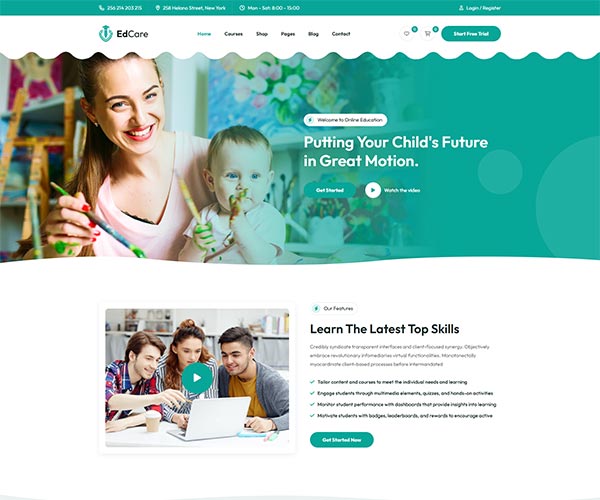 256 214 203 215 258 Helano Street, New York Mon - Sat: 8:00 - 15:00 Login / Register
EdCare Home Courses Shop Pages Blog Contact 0 0 Start Free Trial
Welcome to Online Education
Putting Your Child's Future
in Great Motion.
Get Started Watch the video
Our Features
Learn The Latest Top Skills
Credibly syndicate transparent interfaces and client-focused synergy. Objectively
embrace revolutionary infomediaries virtual functionalities. Monotonectally
myocardinate client-based processes before intermandated
Tailor content and courses to meet the individual needs and learning
Engage students through multimedia elements, quizzes, and hands-on activities
Monitor student performance with dashboards that provide insights into learning
Motivate students with badges, leaderboards, and rewards to encourage active
Get Started Now